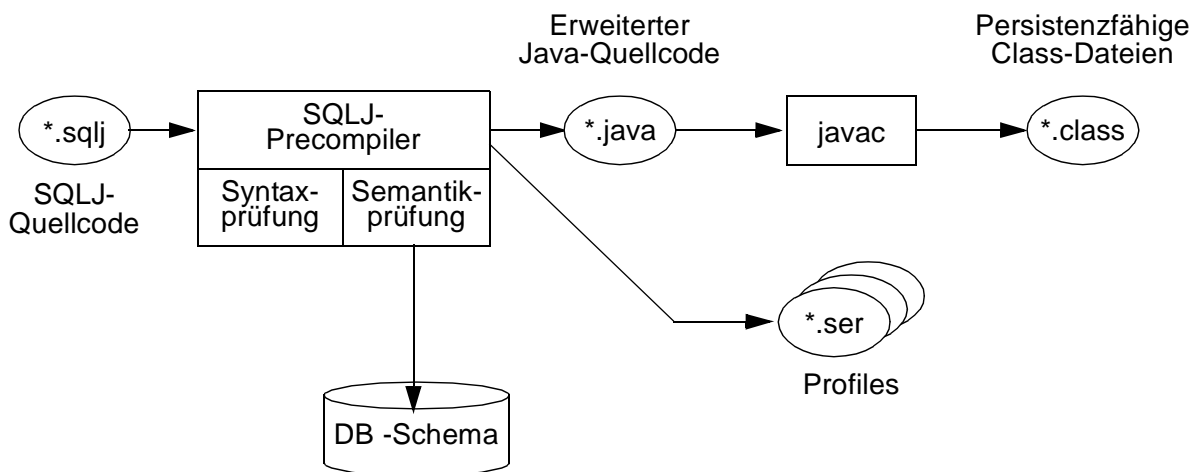 Erweiterter
Java-Quellcode
Persistenzfähige
Class-Dateien
*.sqlj
SQLJ-
Precompiler
*.java
javac
*.class
SQLJ-
Quellcode
Syntax-
prüfung
Semantik-
prüfung
*.ser
Profiles
DB -Schema